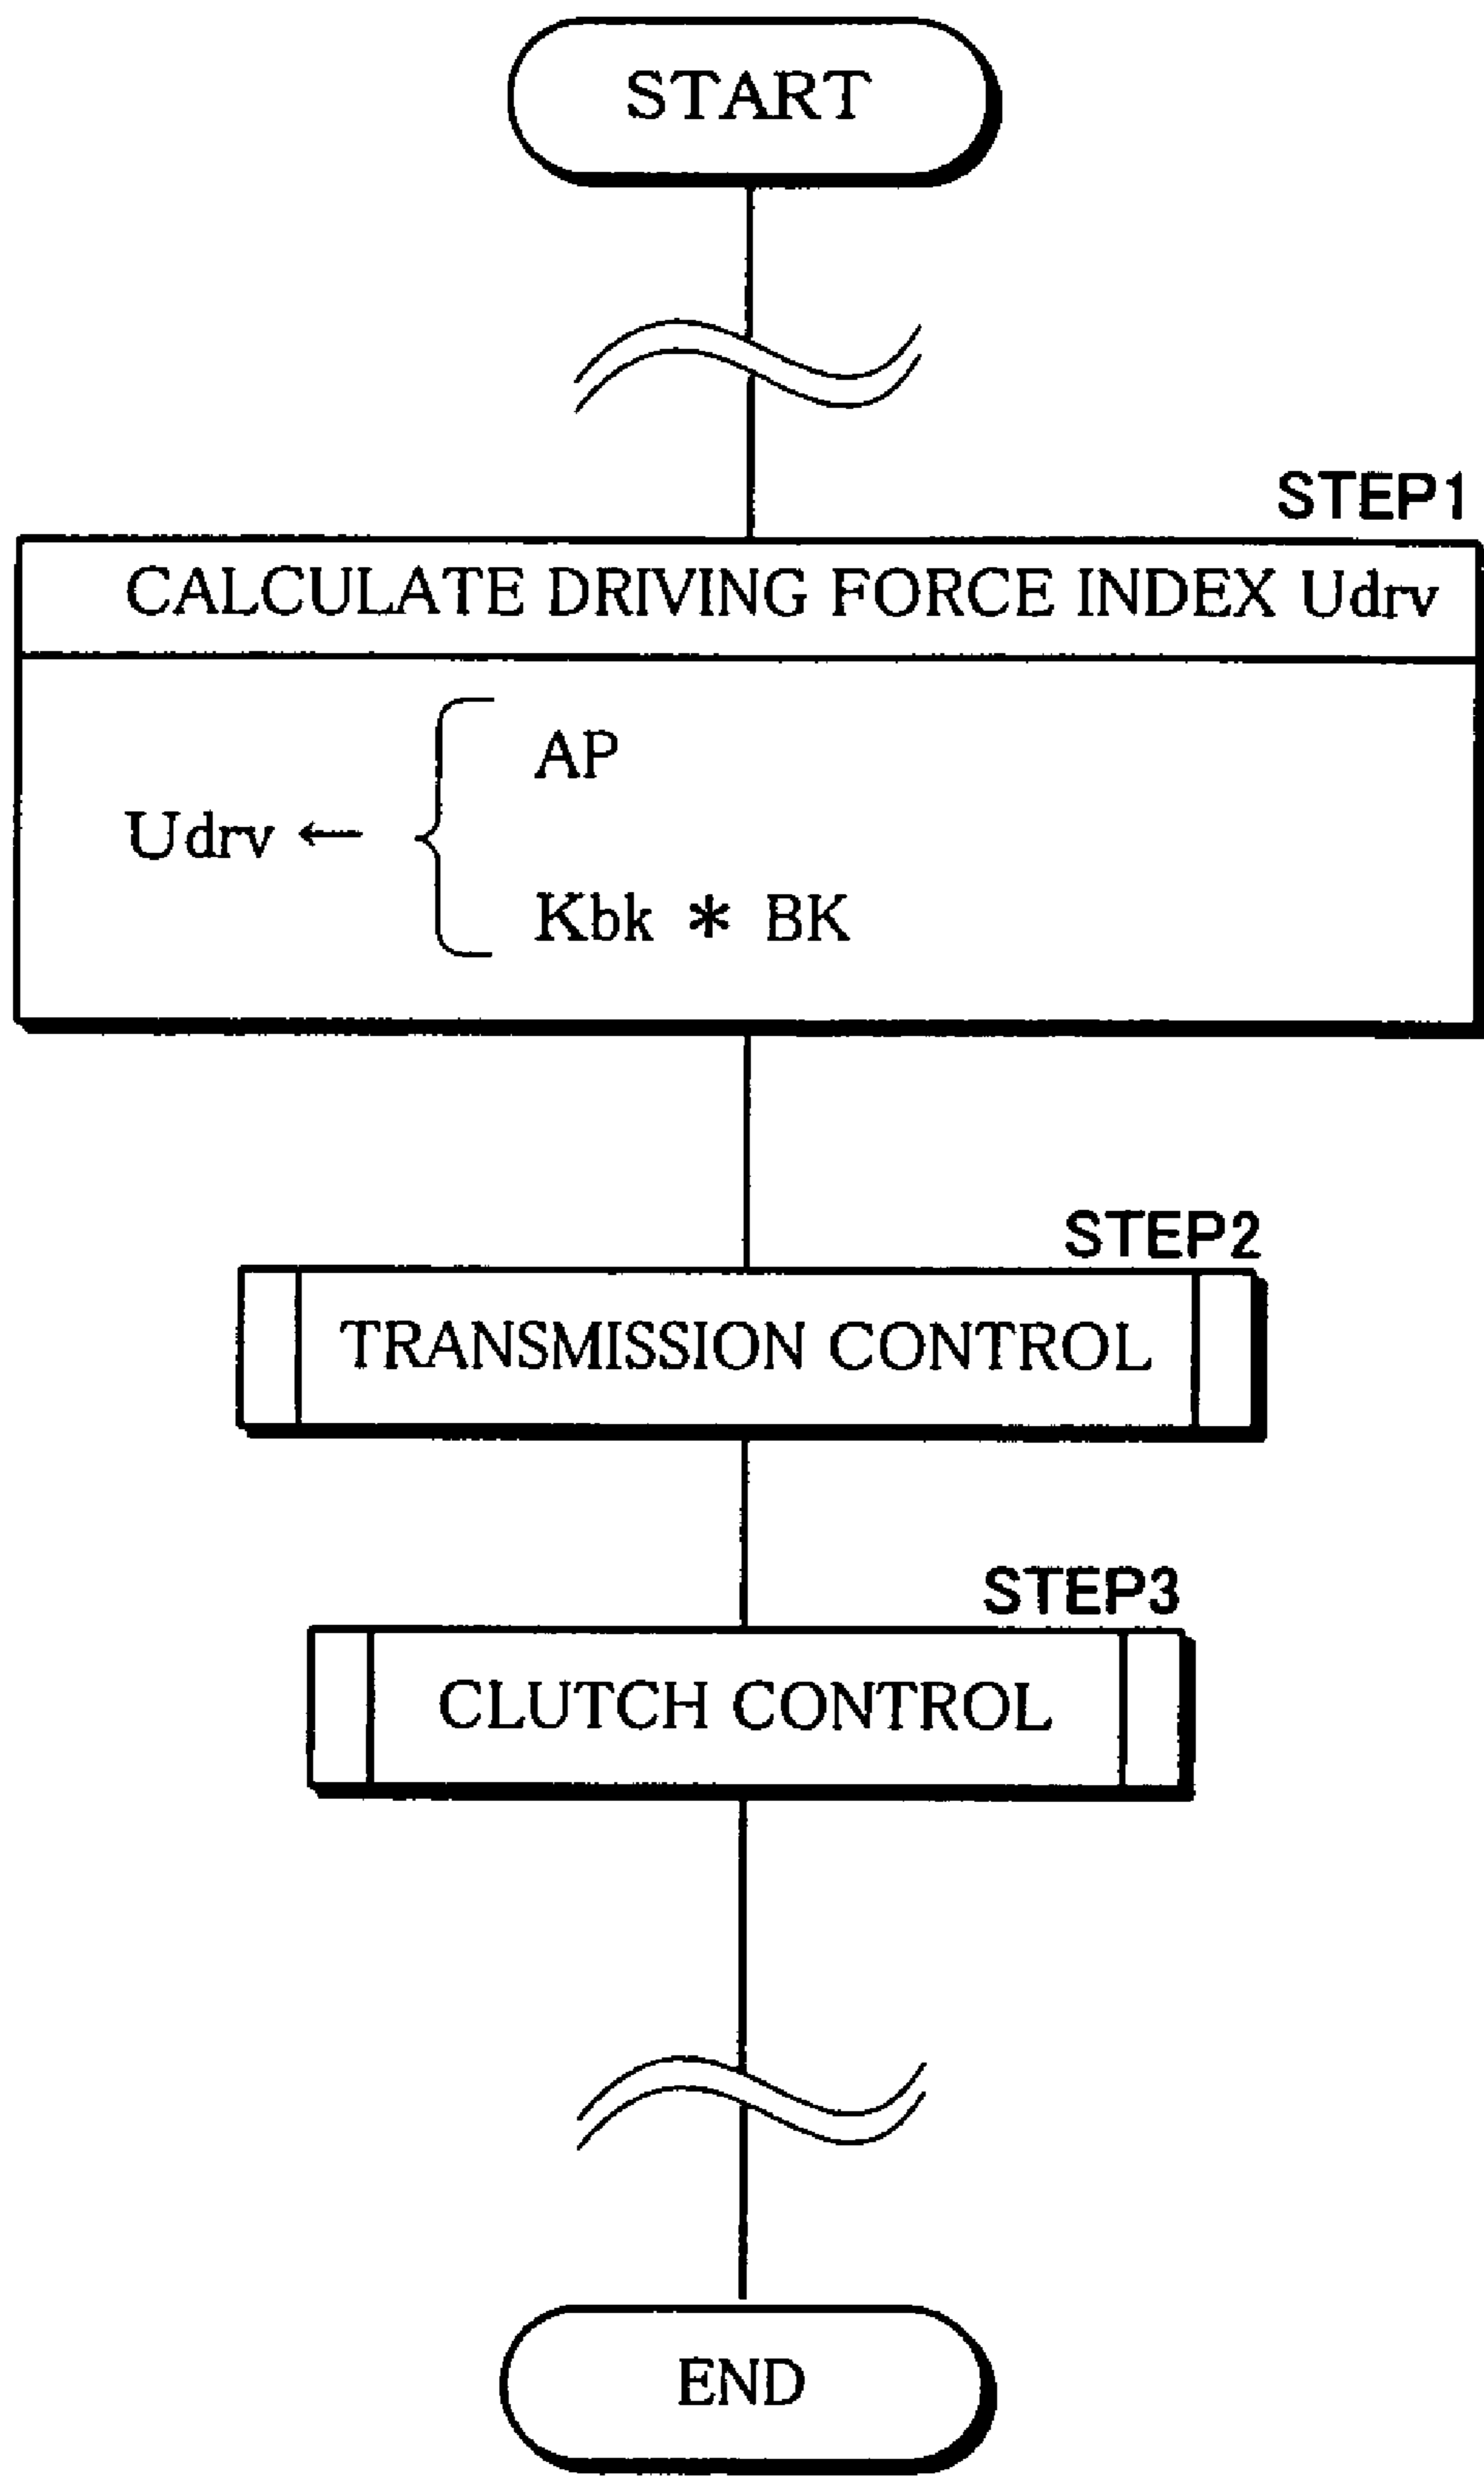 START
STEP1
CALCULATE DRIVING FORCE INDEX Udrv
AP
Udrv ←
Kbk * BK
STEP2
TRANSMISSION CONTROL
STEP3
CLUTCH CONTROL
END